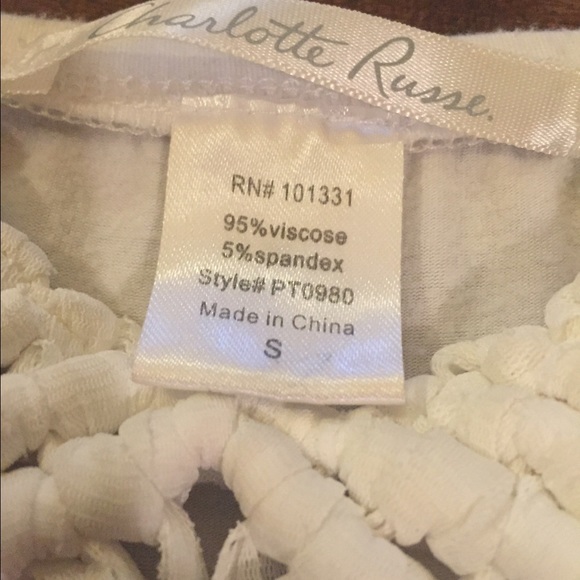 Charlotte Russe.
RN# 101331
95%viscose
5%spandex
Style# PT0980
Made in China
S